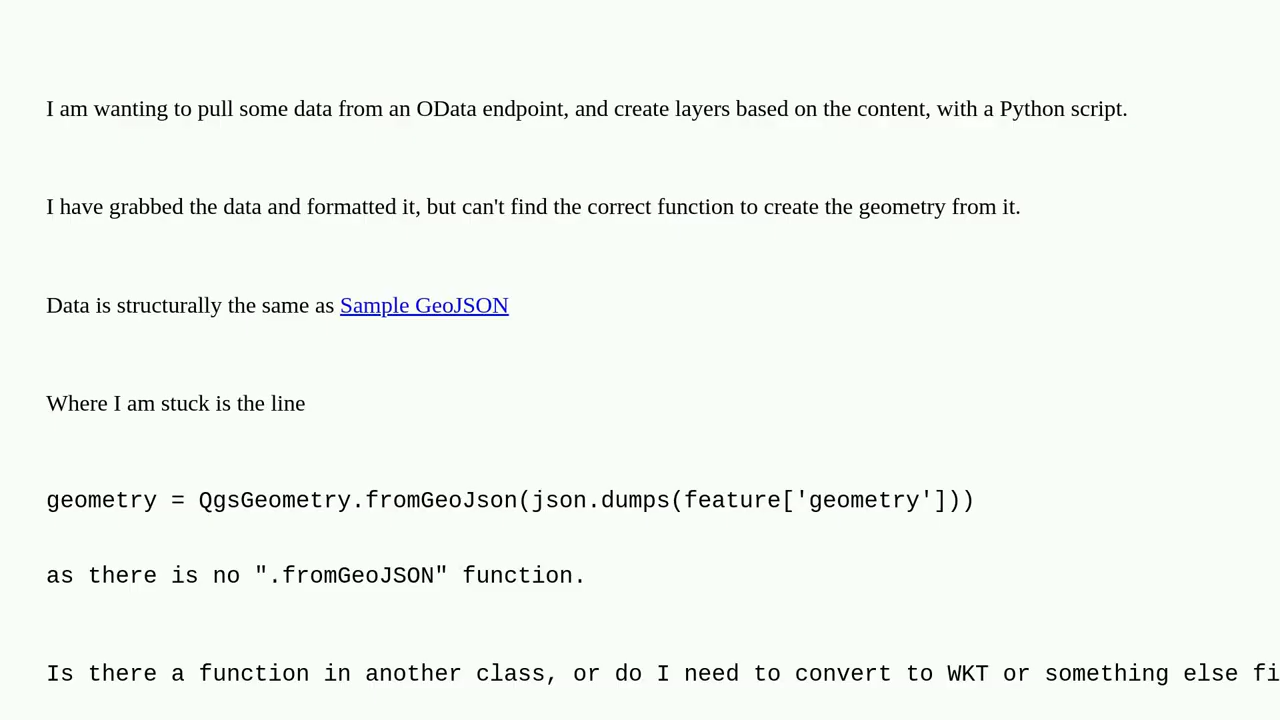 I am wanting to pull some data from an OData endpoint, and create layers based on the content, with a Python script.
I have grabbed the data and formatted it, but can't find the correct function to create the geometry from it.
Data is structurally the same as Sample GeoJSON
Where I am stuck is the line
geometry = QgsGeometry.fromGeoJson(json.dumps(feature['geometry']))
as there is no ".fromGeoJSON" function.
Is there a function in another class, or do I need to convert to WKT or something else